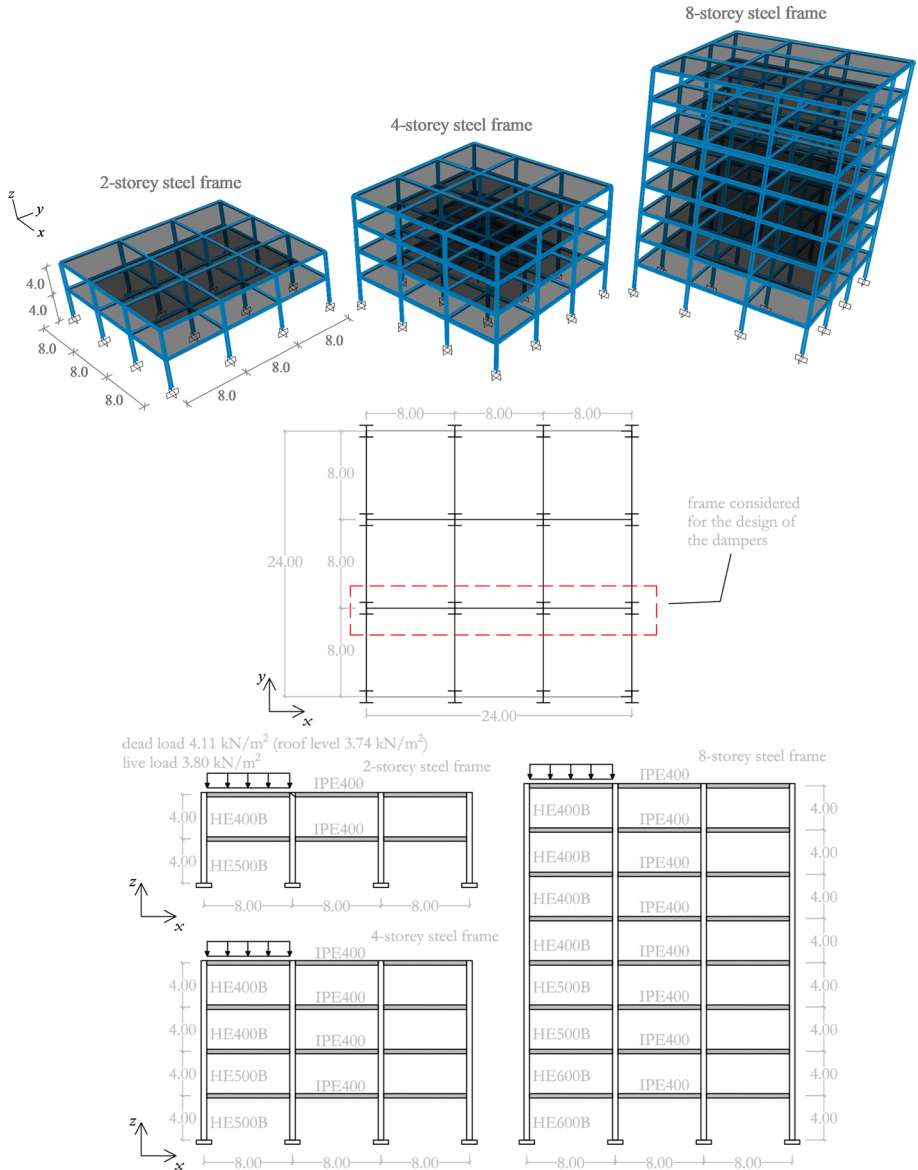 8-storey steel frame
4-storey steel frame
2-storey steel frame
z
y
x
4.0
4.0
8.0
8.0
8.0
8.0
8.0
8.0
8.00
8.00
8.00
8.00
24.00
8.00
8.00
frame considered
for the design of
the dampers
y
x
24.00
dead load 4.11 kN/m² (roof level 3.74 kN/m²)
live load 3.80 kN/m²
2-storey steel frame
IPE400
4.00
HE400B
IPE400
4.00
HE500B
z
x
8.00
8.00
8.00
4-storey steel frame
IPE400
4.00
HE400B
IPE400
4.00
HE400B
IPE400
4.00
HE500B
IPE400
4.00
HE500B
z
x
8.00
8.00
8.00
8-storey steel frame
IPE400
HE400B
4.00
IPE400
HE400B
4.00
IPE400
HE400B
4.00
IPE400
HE400B
4.00
IPE400
HE500B
4.00
IPE400
HE500B
4.00
IPE400
HE600B
4.00
IPE400
HE600B
4.00
8.00
8.00
8.00